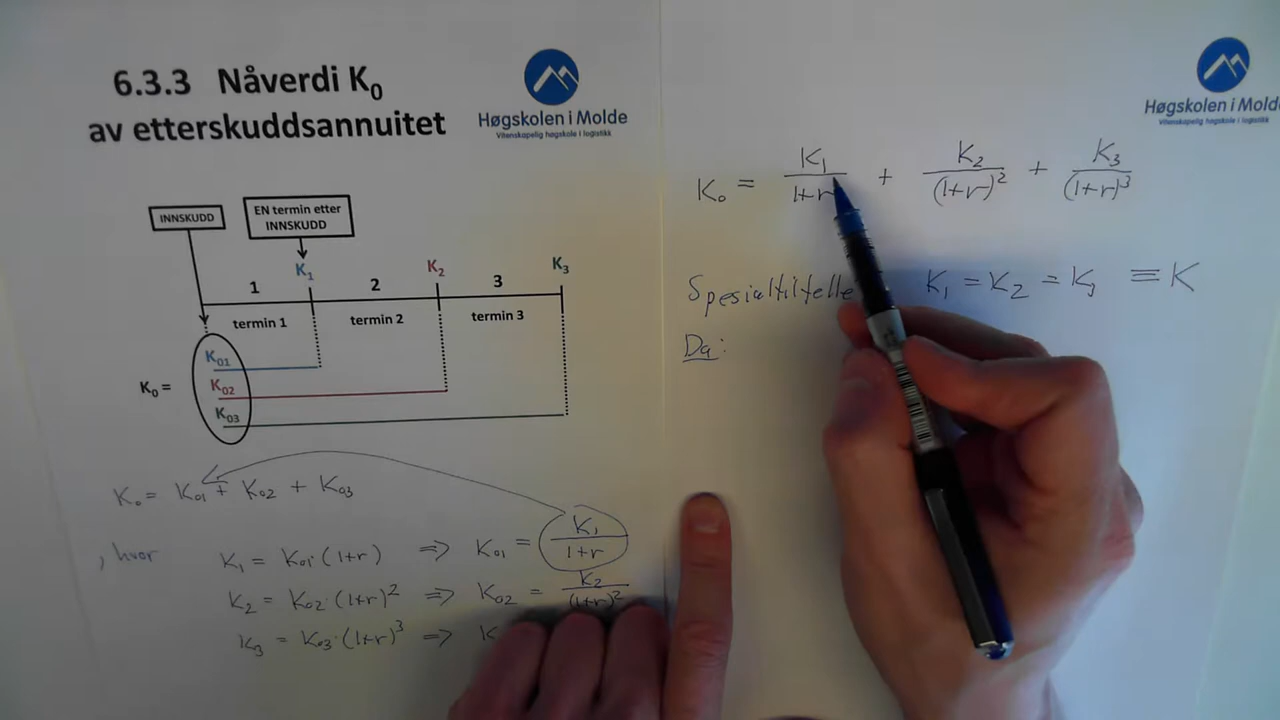 6.3.3 Nåverdi K₀
av etterskuddsannuitet
Høgskolen i Molde
Vitenskapelig høgskole i logistikk
INNSKUDD
EN termin etter
INNSKUDD
K₁ K₂ K₃
1 2 3
termin 1 termin 2 termin 3
K₀₁
K₀ = K₀₂
K₀₃
K₀ = K₀₁ + K₀₂ + K₀₃
, hvor K₁ = K₀₁·(1+r) ⇒ K₀₁ = K₁/(1+r)
K₂ = K₀₂·(1+r)² ⇒ K₀₂ = K₂/(1+r)²
K₃ = K₀₃·(1+r)³ ⇒ K
Høgskolen i Molde
Vitenskapelig høgskole i logistikk
K₀ = K₁/(1+r) + K₂/(1+r)² + K₃/(1+r)³
Spesialtilfelle K₁ = K₂ = K₃ ≡ K
Da: